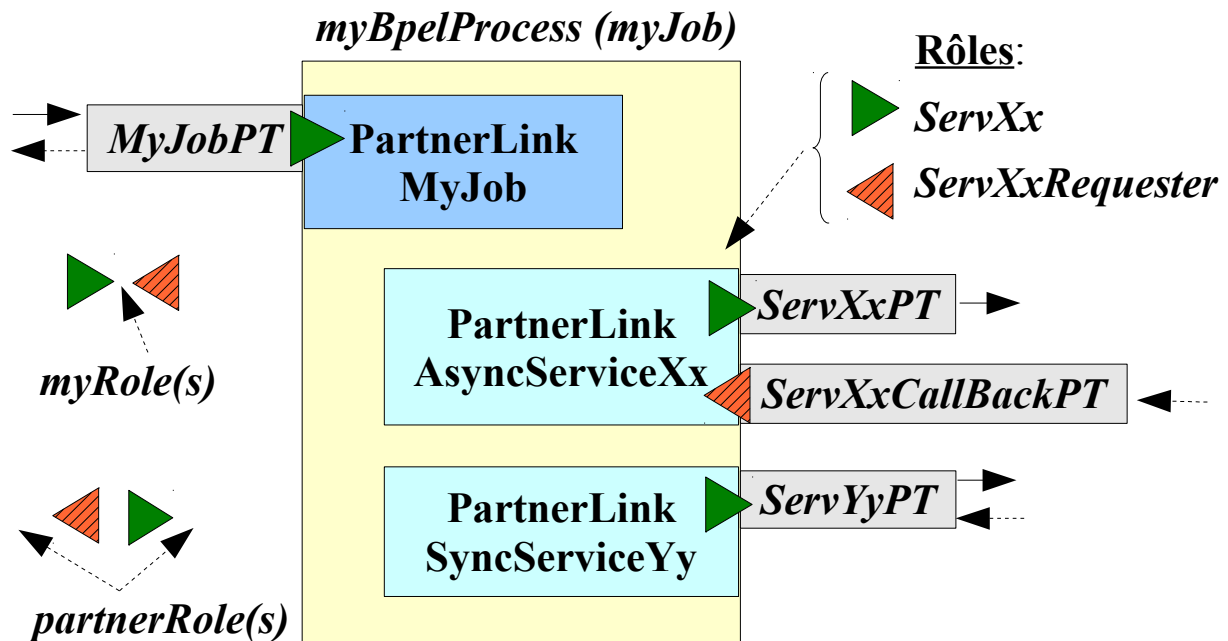 myBpelProcess (myJob)
Rôles:
ServXx
ServXxRequester
MyJobPT
PartnerLink
MyJob
myRole(s)
PartnerLink
AsyncServiceXx
ServXxPT
ServXxCallBackPT
partnerRole(s)
PartnerLink
SyncServiceYy
ServYyPT